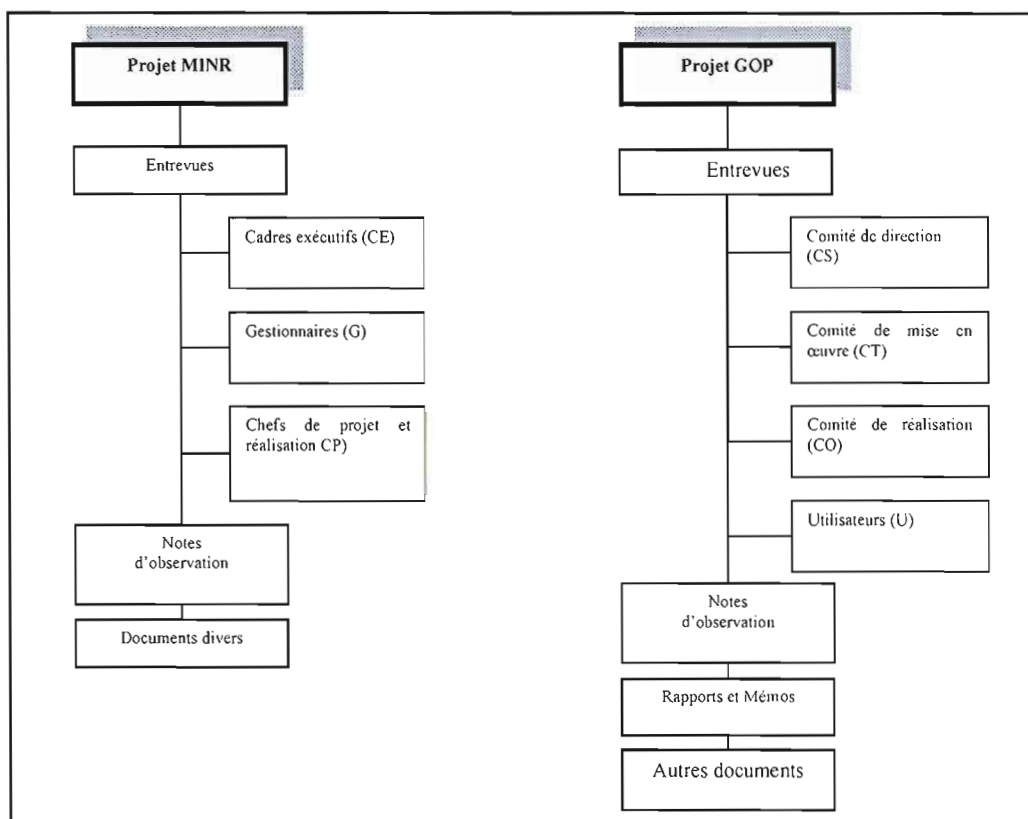 Projet MINR
Entrevues
Cadres exécutifs (CE)
Gestionnaires (G)
Chefs de projet et
réalisation CP)
Notes
d'observation
Documents divers
Projet GOP
Entrevues
Comité de direction
(CS)
Comité de mise en
œuvre (CT)
Comité de réalisation
(CO)
Utilisateurs (U)
Notes
d'observation
Rapports et Mémos
Autres documents